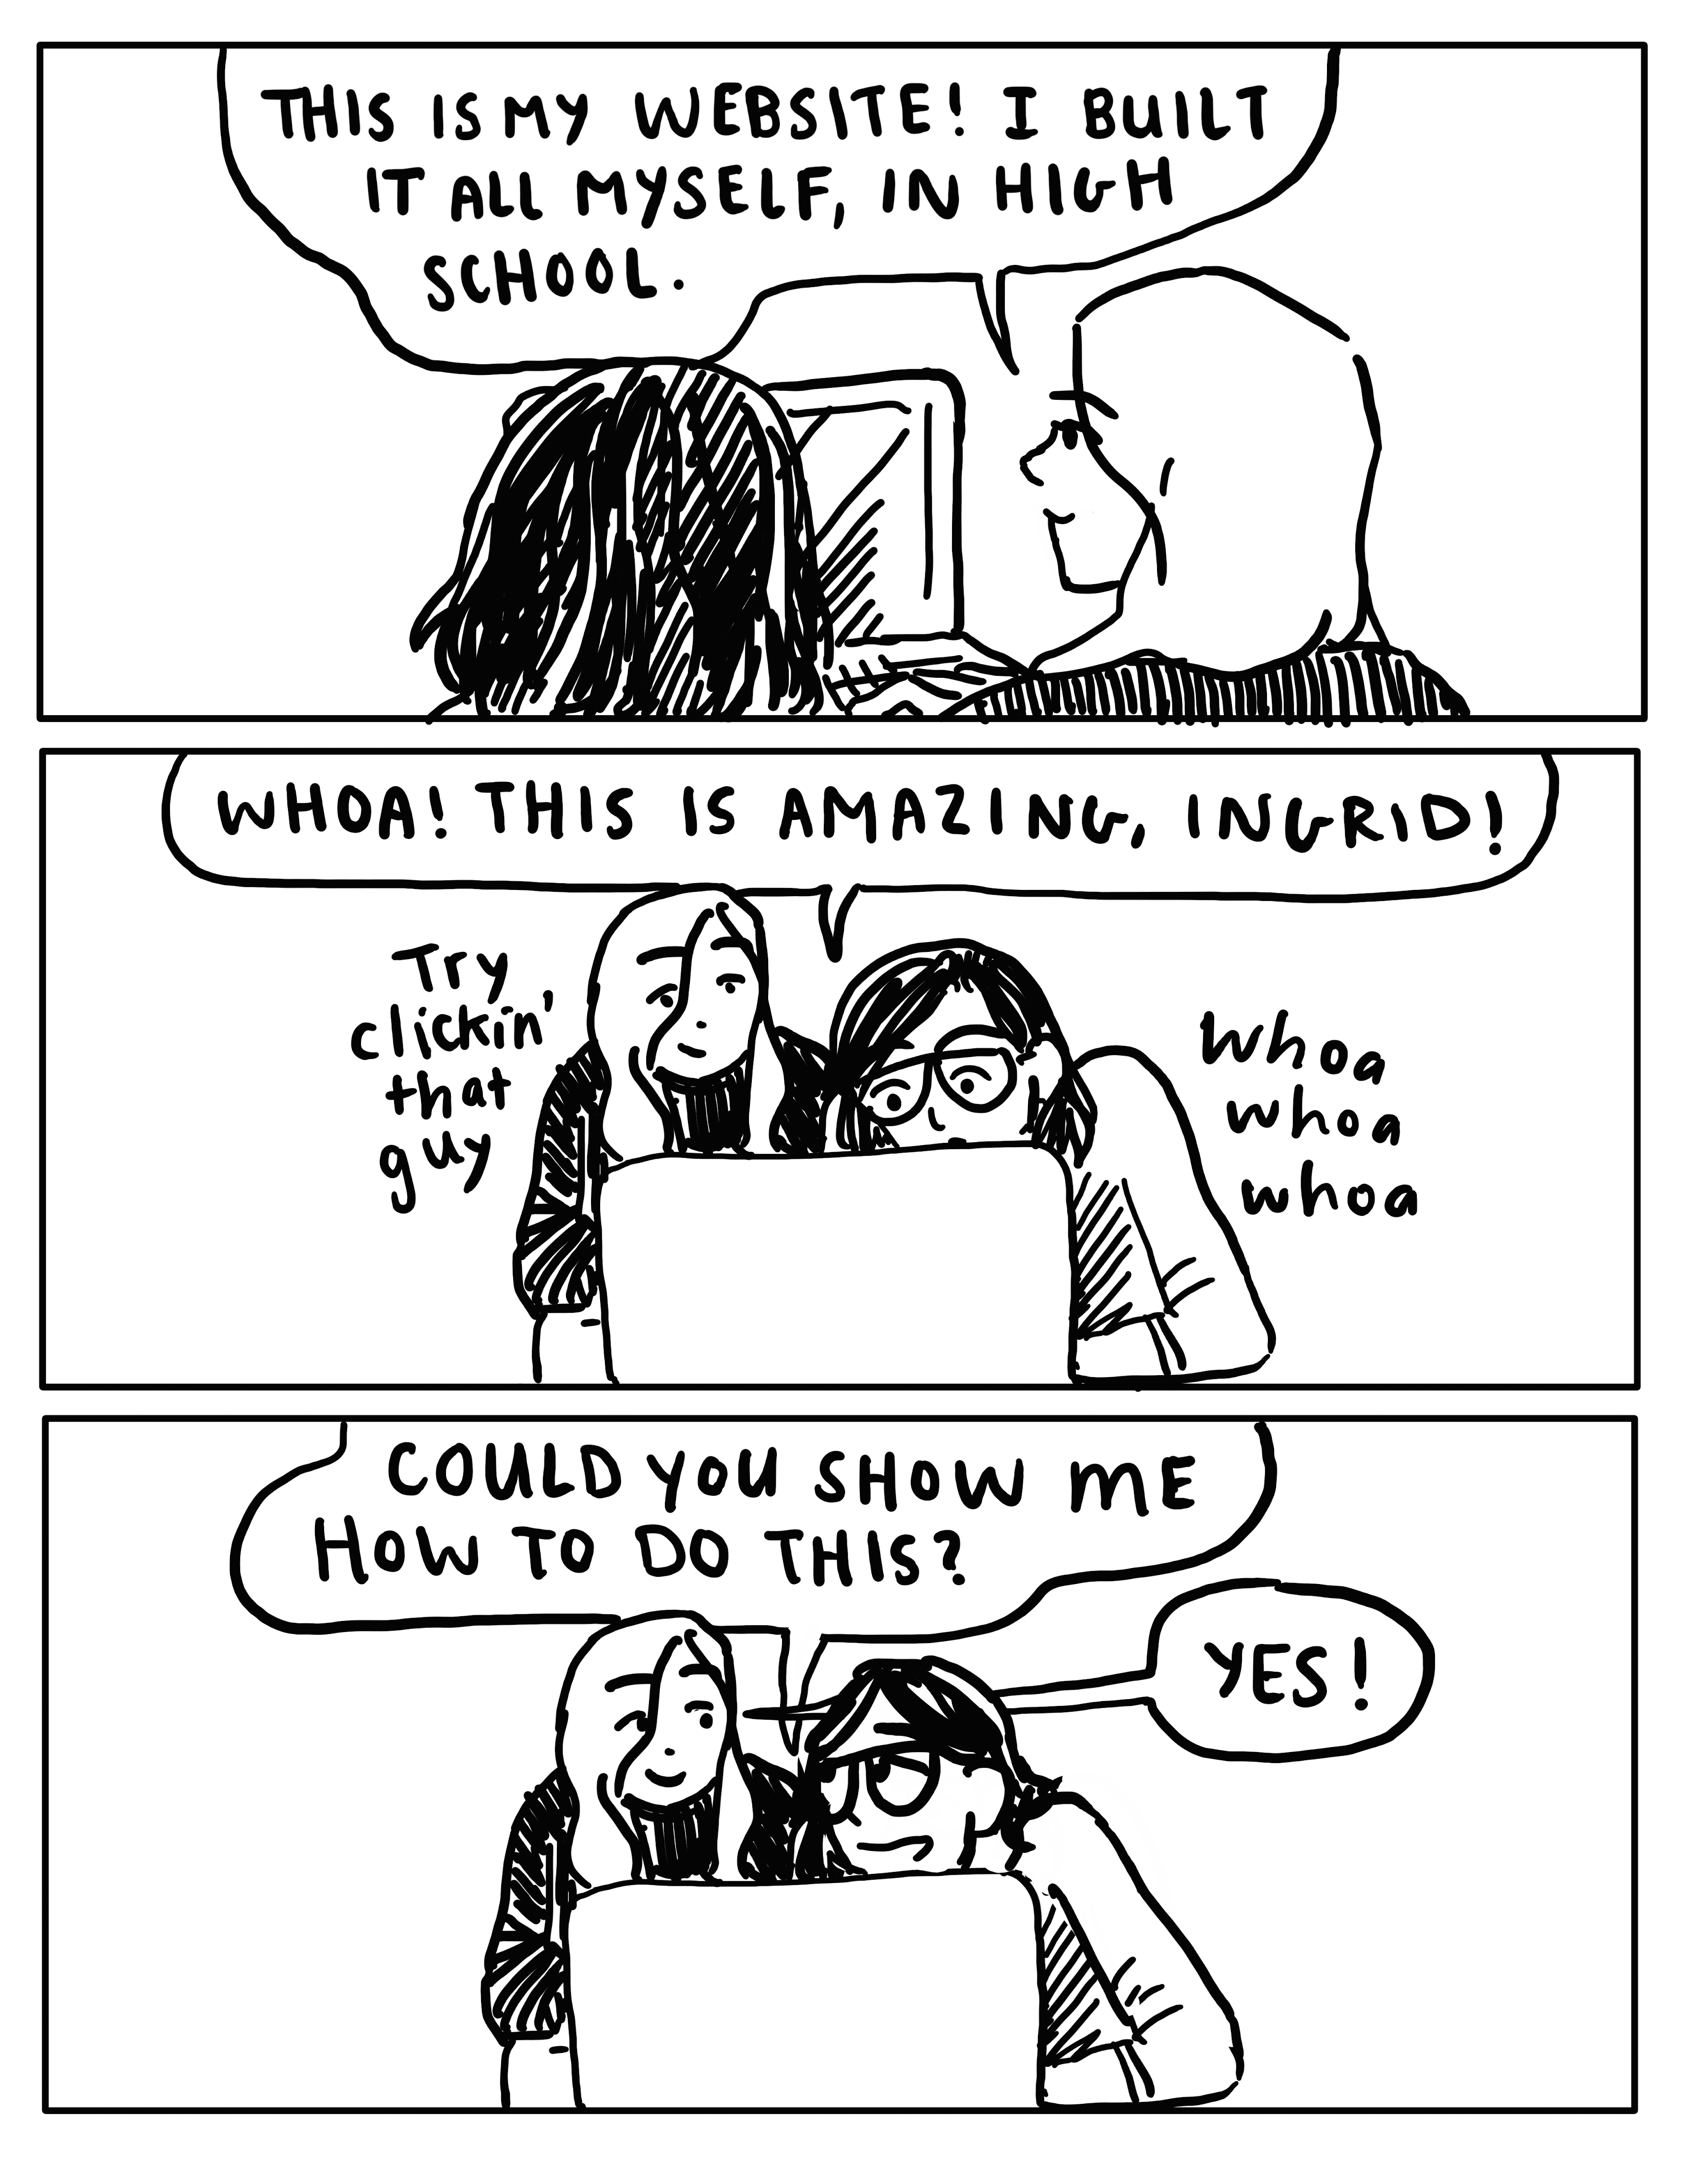 THIS IS MY WEBSITE! I BUILT
IT ALL MYSELF, IN HIGH
SCHOOL.
WHOA! THIS IS AMAZING, INGRID!
Try
clickin'
that
guy
Whoa
whoa
whoa
COULD YOU SHOW ME
HOW TO DO THIS?
YES!